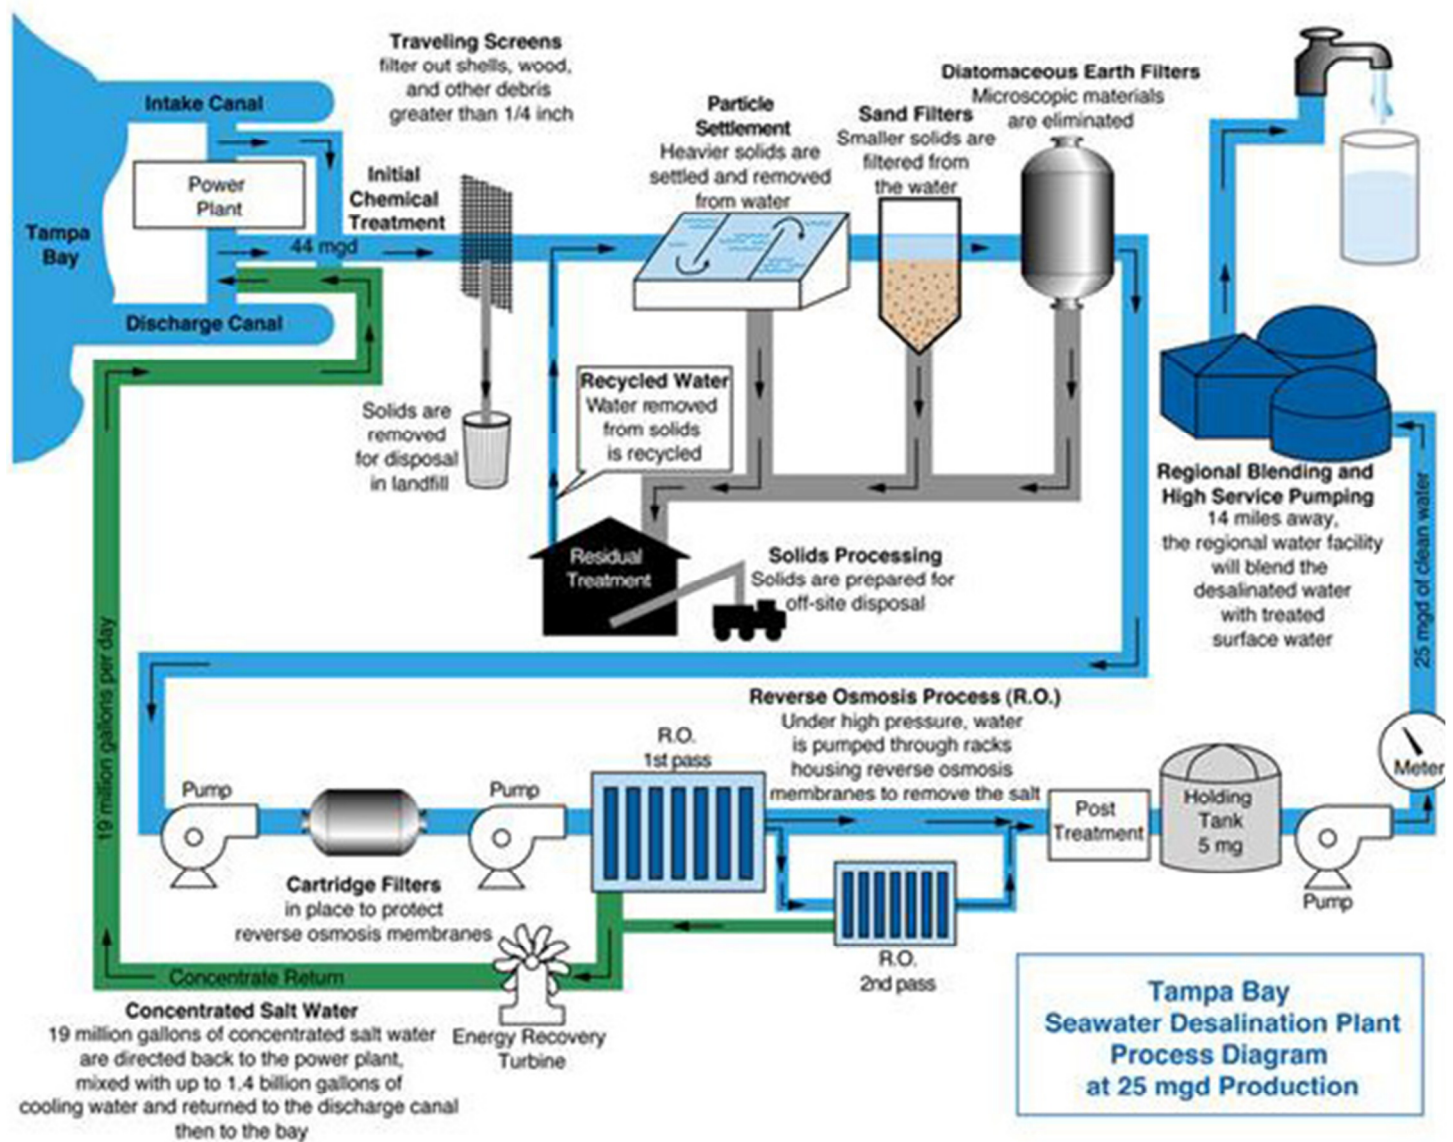 Traveling Screens
filter out shells, wood,
and other debris
greater than 1/4 inch
Intake Canal
Power
Plant
Tampa
Bay
Initial
Chemical
Treatment
44 mgd
Discharge Canal
Particle
Settlement
Heavier solids are
settled and removed
from water
Sand Filters
Smaller solids are
filtered from
the water
Diatomaceous Earth Filters
Microscopic materials
are eliminated
Solids are
removed
for disposal
in landfill
Recycled Water
Water removed
from solids
is recycled
Residual
Treatment
Solids Processing
Solids are prepared for
off-site disposal
Regional Blending and
High Service Pumping
14 miles away,
the regional water facility
will blend the
desalinated water
with treated
surface water
25 mgd of clean water
19 million gallons per day
Reverse Osmosis Process (R.O.)
Under high pressure, water
is pumped through racks
housing reverse osmosis
membranes to remove the salt
Pump
Cartridge Filters
in place to protect
reverse osmosis membranes
Pump
R.O.
1st pass
R.O.
2nd pass
Post
Treatment
Holding
Tank
5 mg
Pump
Meter
Concentrate Return
Energy Recovery
Turbine
Concentrated Salt Water
19 million gallons of concentrated salt water
are directed back to the power plant,
mixed with up to 1.4 billion gallons of
cooling water and returned to the discharge canal
then to the bay
Tampa Bay
Seawater Desalination Plant
Process Diagram
at 25 mgd Production